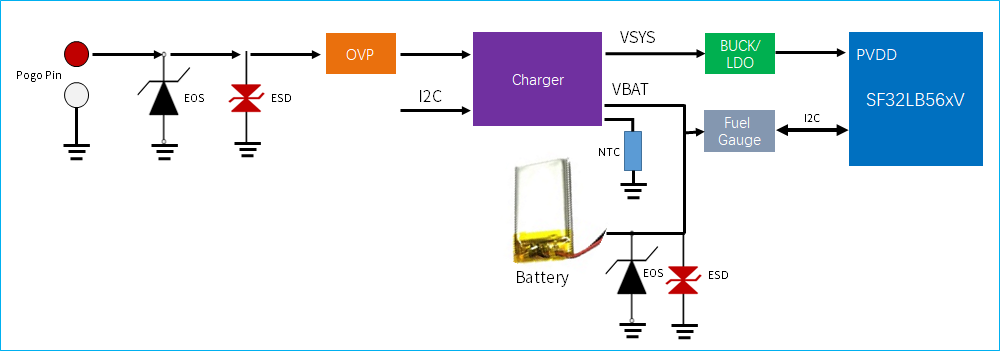 Pogo Pin
EOS
ESD
OVP
I2C
Charger
VSYS
VBAT
NTC
BUCK/
LDO
Fuel
Gauge
I2C
PVDD
SF32LB56xV
Battery
EOS
ESD